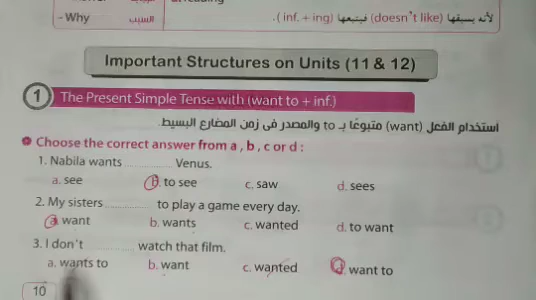 - Why السبب لأنه يسبقها (doesn't like) فيتبعها (inf. + ing).
Important Structures on Units (11 & 12)
1 The Present Simple Tense with (want to + inf.)
استخدام الفعل (want) متبوعًا بـ to والمصدر في زمن المضارع البسيط.
Choose the correct answer from a , b , c or d :
1. Nabila wants .............. Venus.
a. see b. to see c. saw d. sees
2. My sisters .............. to play a game every day.
a. want b. wants c. wanted d. to want
3. I don't .............. watch that film.
a. wants to b. want c. wanted d. want to
10